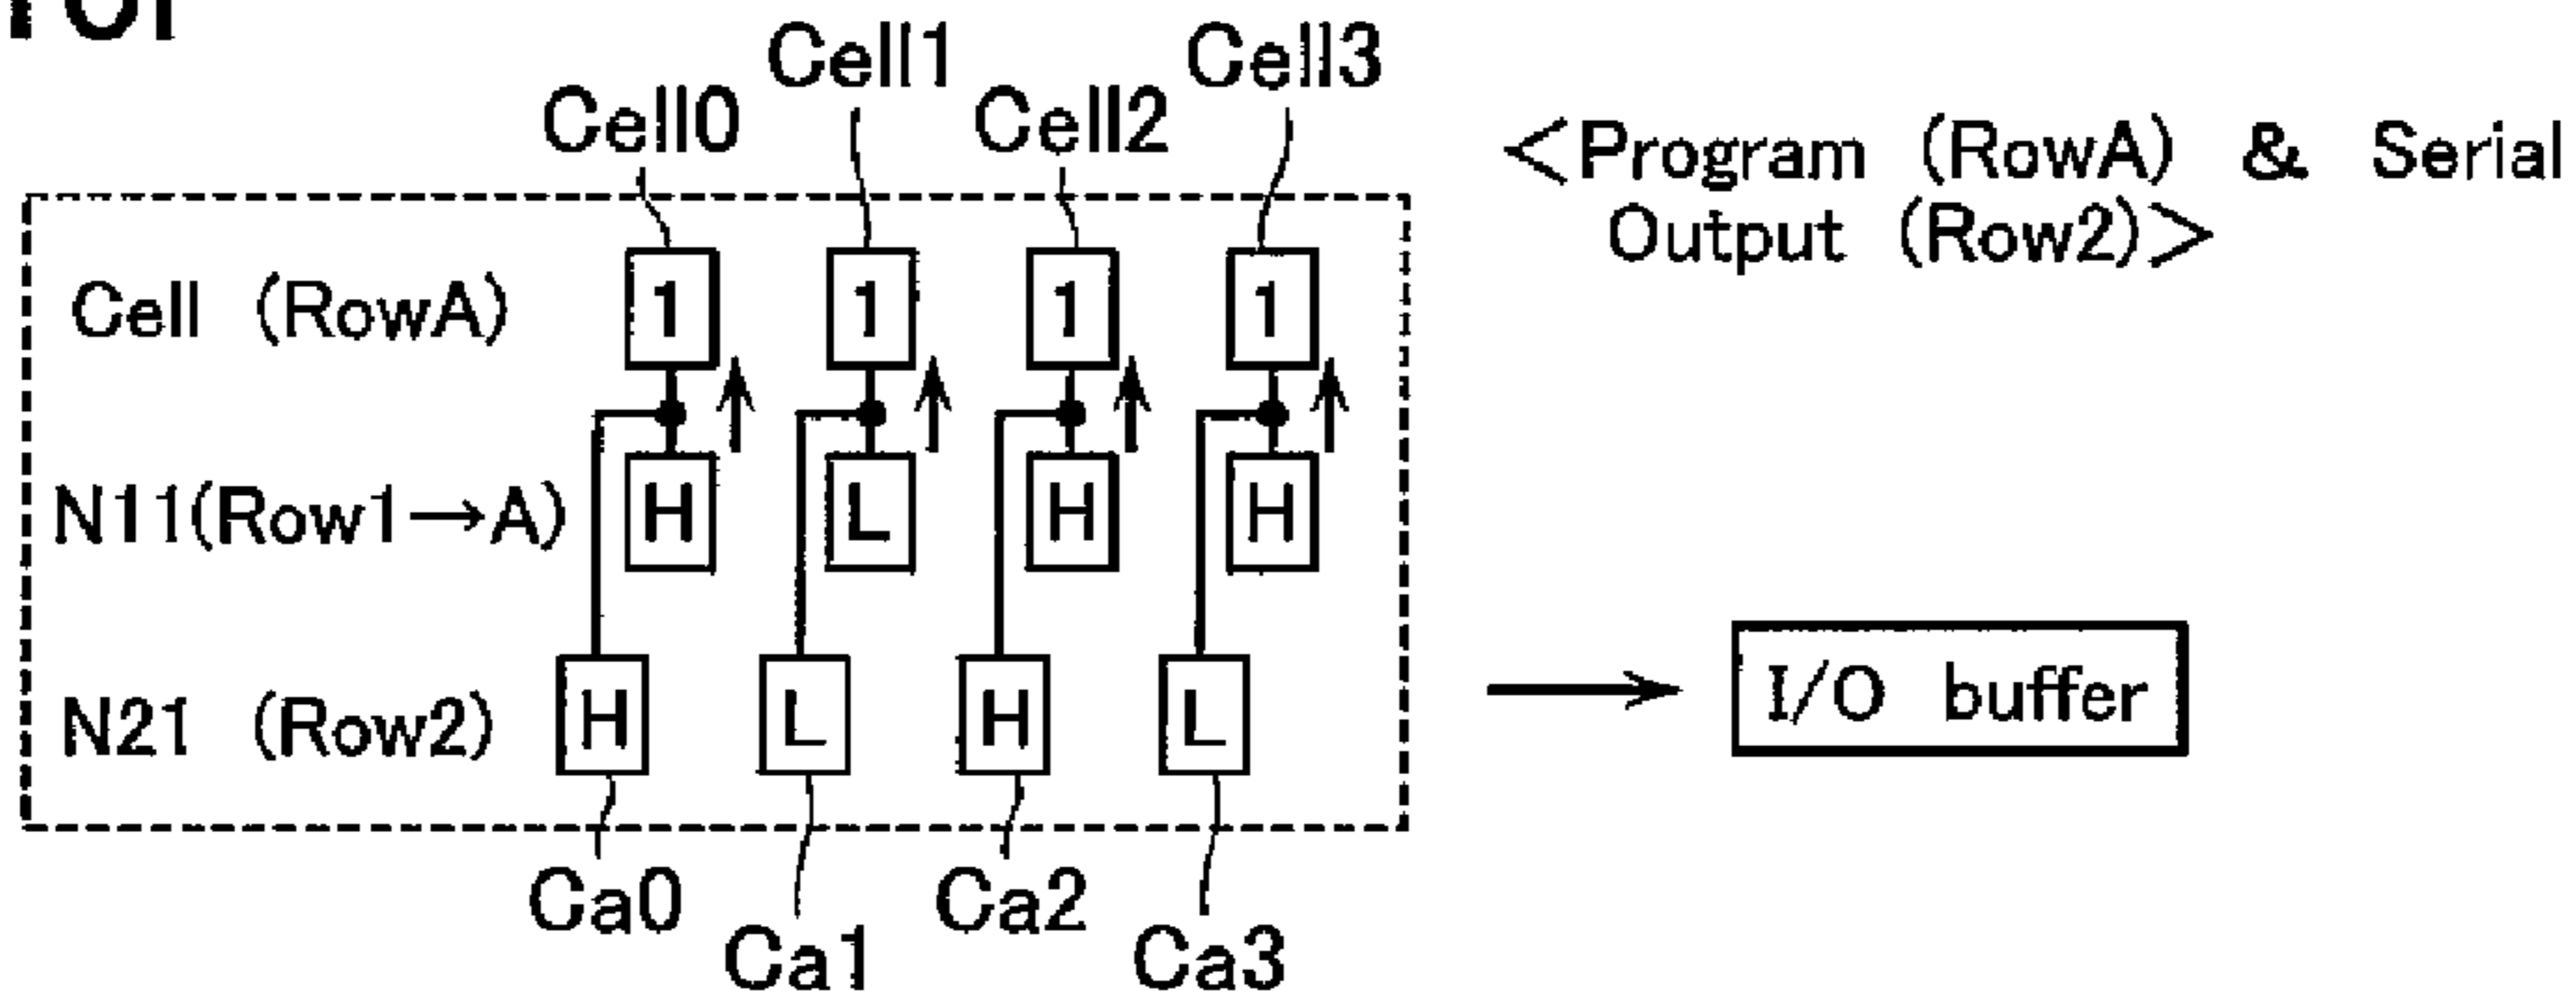 Cell0 Cell1 Cell2 Cell3
<Program (RowA) & Serial
Output (Row2)>
Cell (RowA) 1 1 1 1
N11(Row1→A) H L H H
N21 (Row2) H L H L
I/O buffer
Ca0 Ca1 Ca2 Ca3